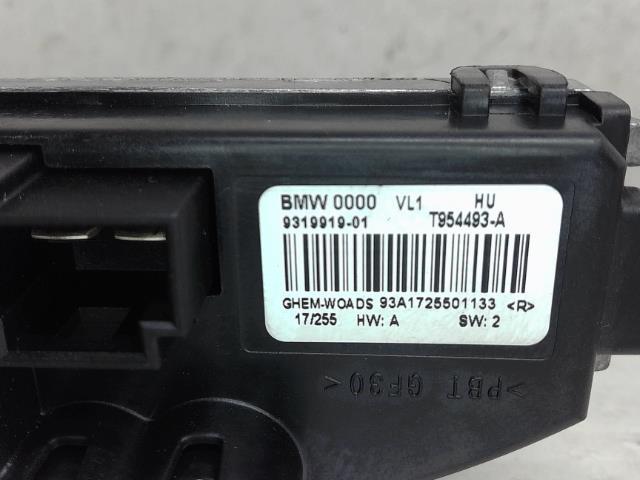 BMW 0000 VL1 HU
9319919-01 T954493-A
GHEM-WOADS 93A1725501133 <R>
17/255 HW: A SW: 2
>PBT GF30<